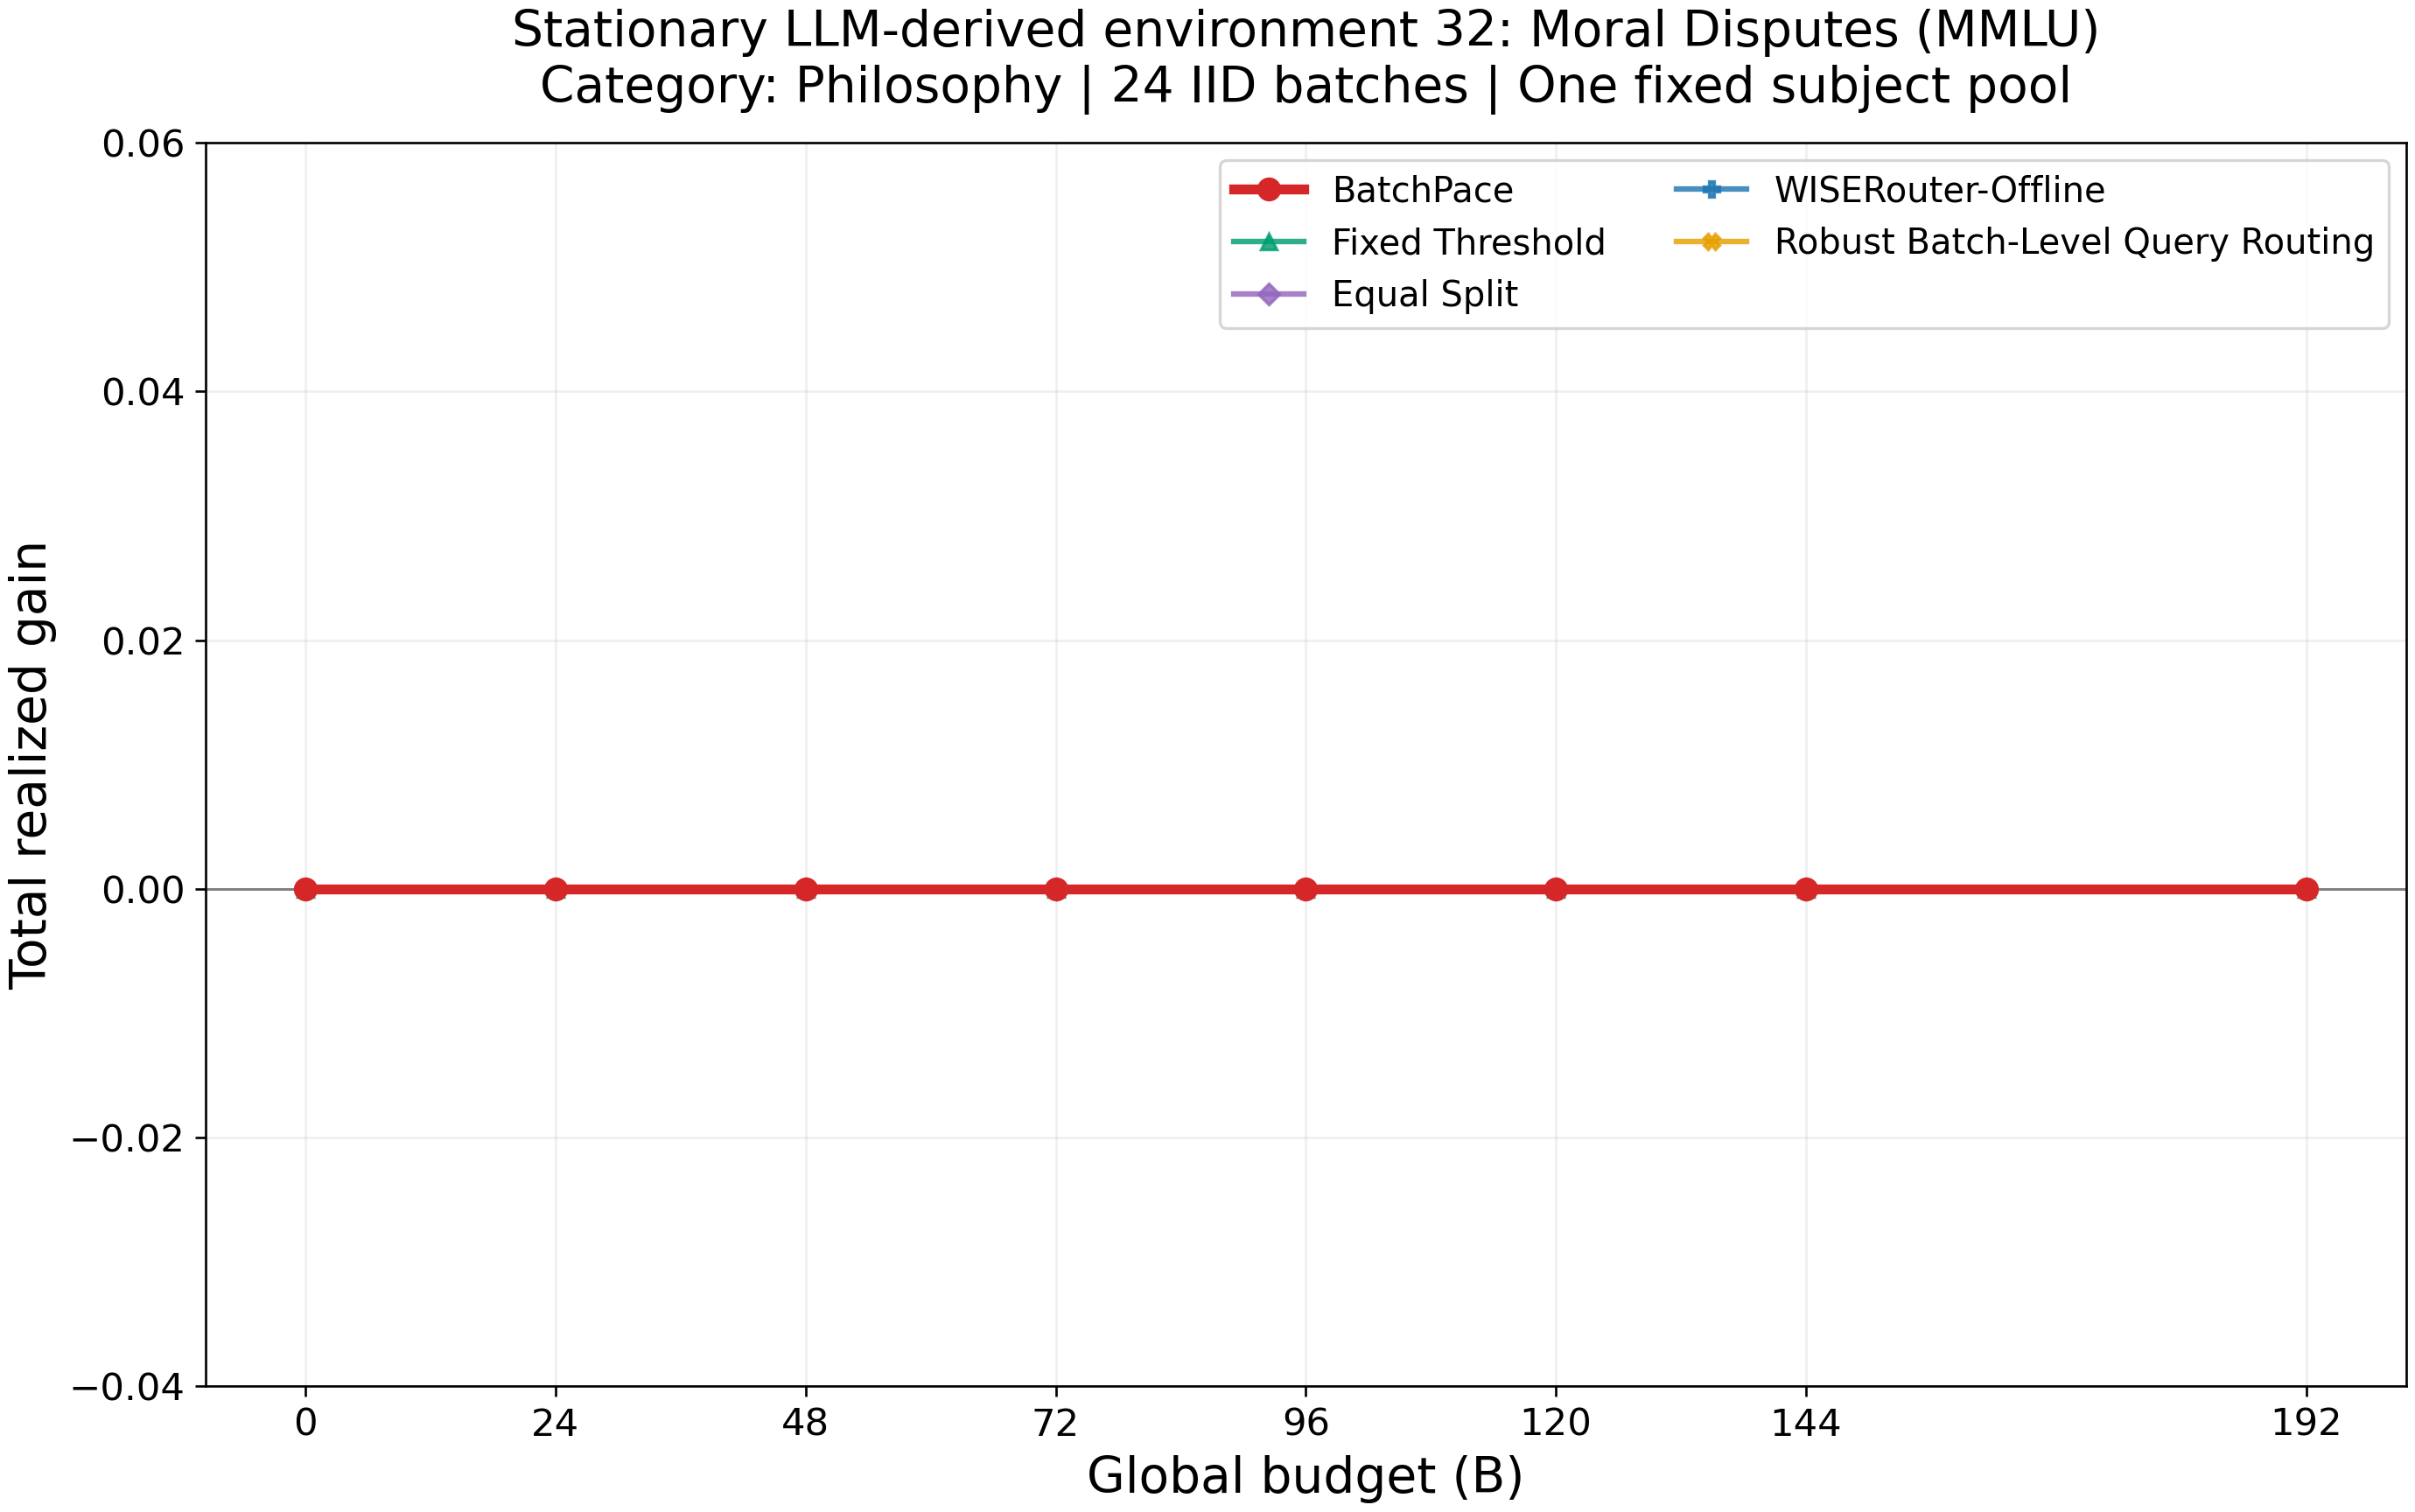 Stationary LLM-derived environment 32: Moral Disputes (MMLU)
Category: Philosophy | 24 IID batches | One fixed subject pool
BatchPace
Fixed Threshold
Equal Split
WISERouter-Offline
Robust Batch-Level Query Routing
Total realized gain
0.06
0.04
0.02
0.00
−0.02
−0.04
0 24 48 72 96 120 144 192
Global budget (B)